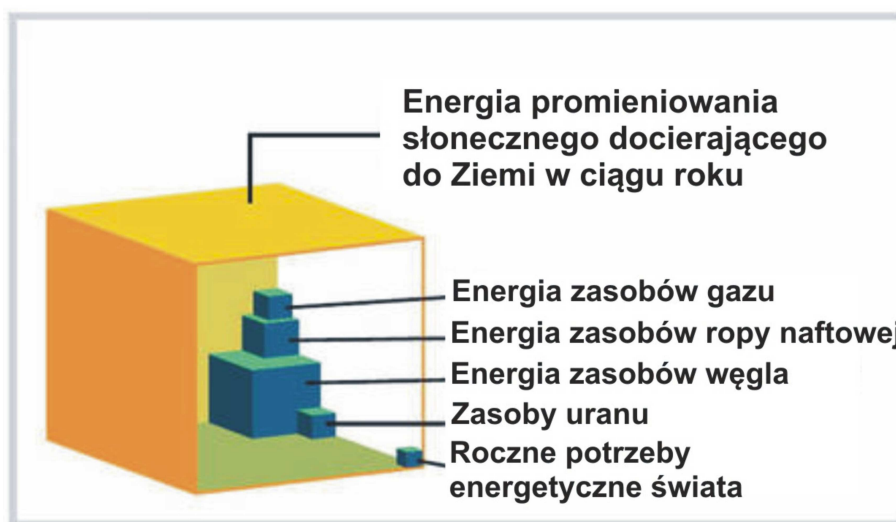 Energia promieniowania
słonecznego docierającego
do Ziemi w ciągu roku
Energia zasobów gazu
Energia zasobów ropy naftowej
Energia zasobów węgla
Zasoby uranu
Roczne potrzeby
energetyczne świata